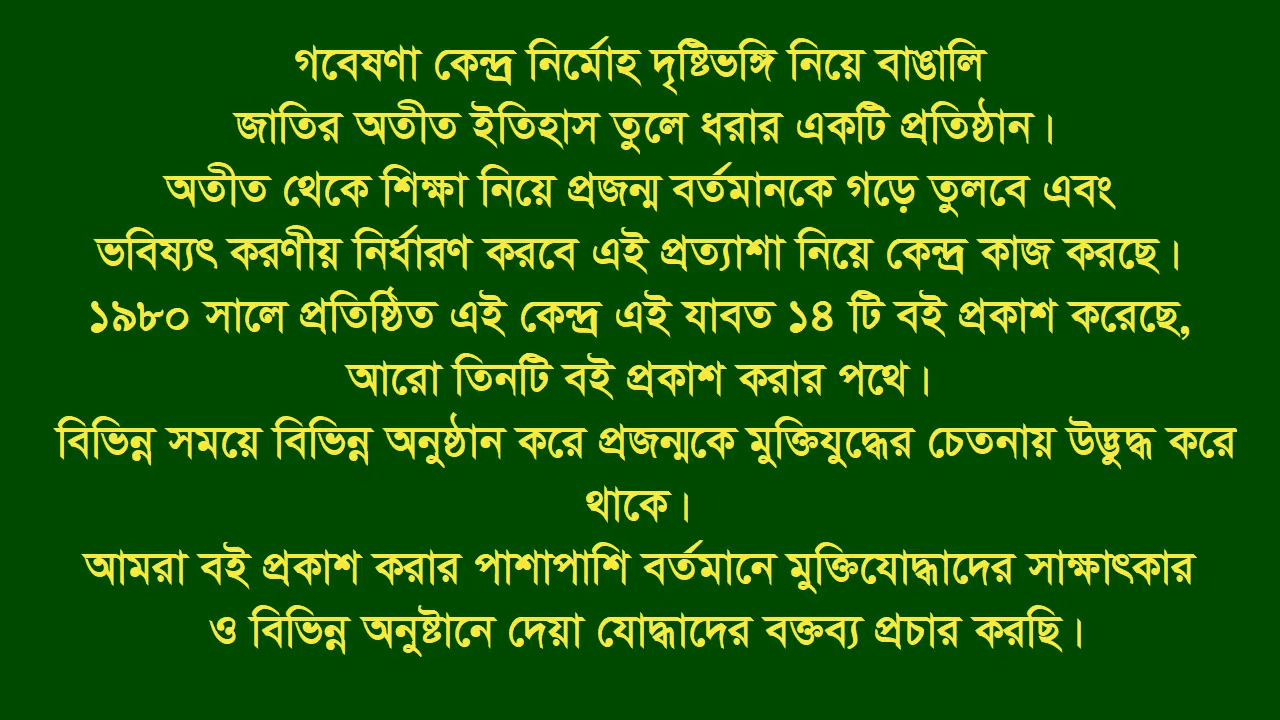 গবেষণা কেন্দ্র নির্মোহ দৃষ্টিভঙ্গি নিয়ে বাঙালি
জাতির অতীত ইতিহাস তুলে ধরার একটি প্রতিষ্ঠান।
অতীত থেকে শিক্ষা নিয়ে প্রজন্ম বর্তমানকে গড়ে তুলবে এবং
ভবিষ্যৎ করণীয় নির্ধারণ করবে এই প্রত্যাশা নিয়ে কেন্দ্র কাজ করছে।
১৯৮০ সালে প্রতিষ্ঠিত এই কেন্দ্র এই যাবত ১৪ টি বই প্রকাশ করেছে,
আরো তিনটি বই প্রকাশ করার পথে।
বিভিন্ন সময়ে বিভিন্ন অনুষ্ঠান করে প্রজন্মকে মুক্তিযুদ্ধের চেতনায় উদ্ভুদ্ধ করে
থাকে।
আমরা বই প্রকাশ করার পাশাপাশি বর্তমানে মুক্তিযোদ্ধাদের সাক্ষাৎকার
ও বিভিন্ন অনুষ্টানে দেয়া যোদ্ধাদের বক্তব্য প্রচার করছি।